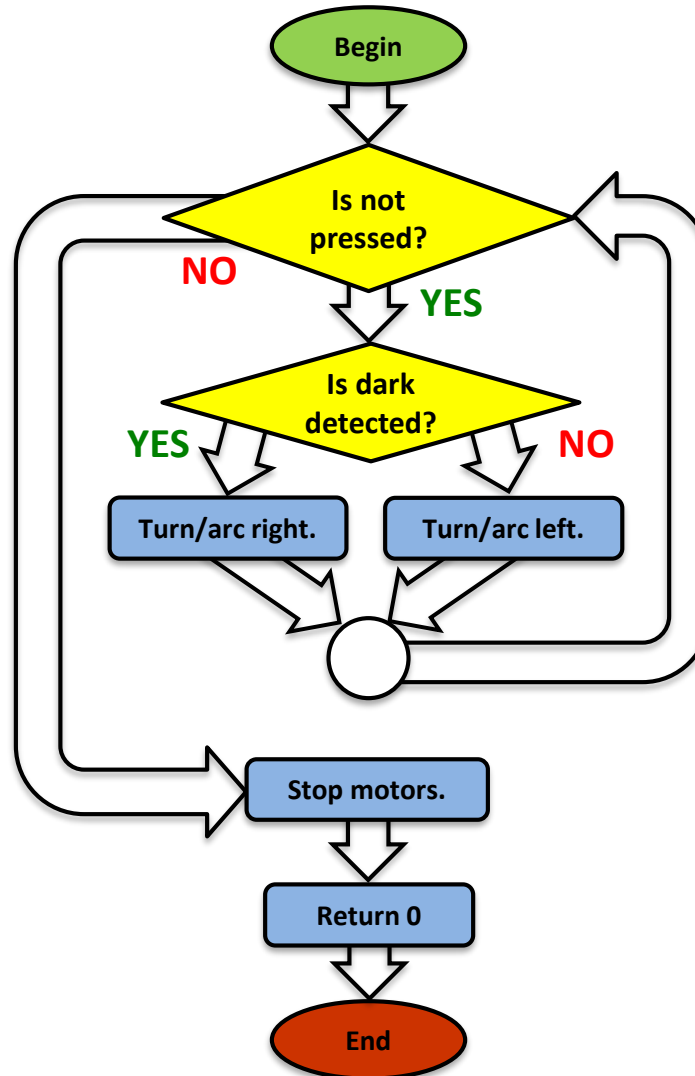 Begin
Is not
pressed?
NO
YES
Is dark
detected?
YES
NO
Turn/arc right.
Turn/arc left.
Stop motors.
Return 0
End